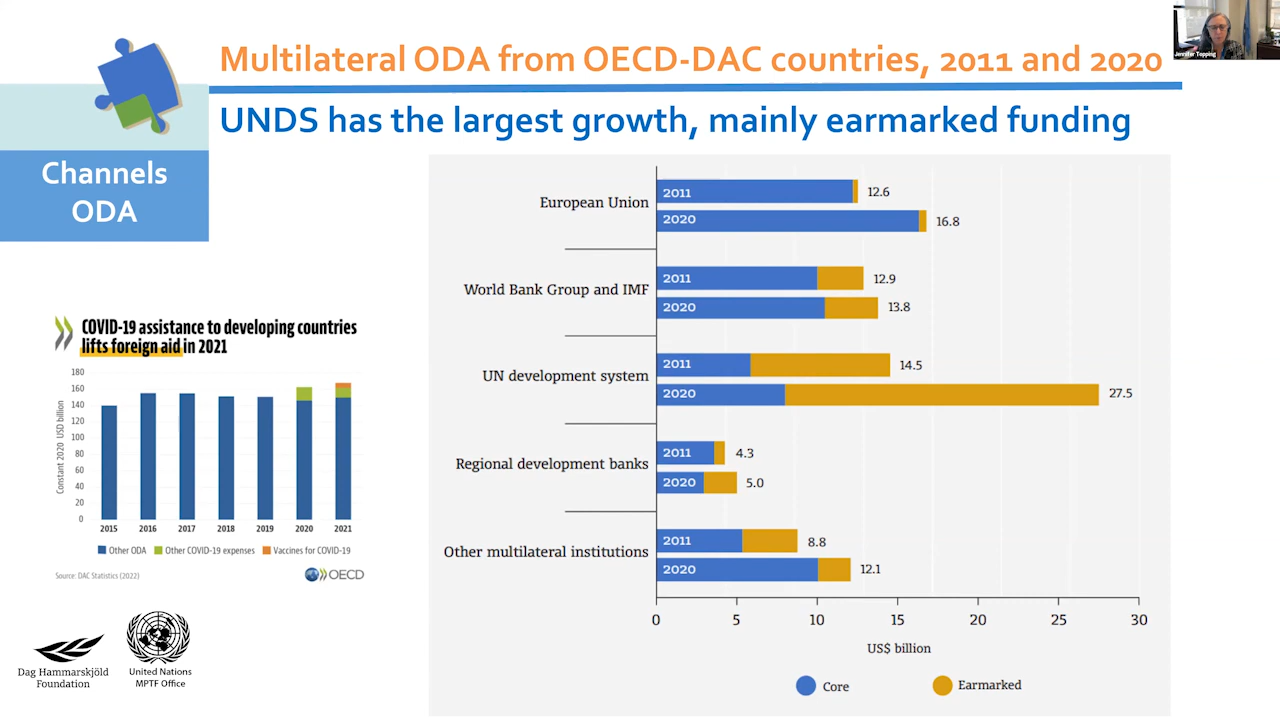 Multilateral ODA from OECD-DAC countries, 2011 and 2020
UNDS has the largest growth, mainly earmarked funding
Jennifer Topping
Channels
ODA
COVID-19 assistance to developing countries
lifts foreign aid in 2021
Constant 2020 USD billion
180
160
140
120
100
80
60
40
20
0
2015 2016 2017 2018 2019 2020 2021
Other ODA Other COVID-19 expenses Vaccines for COVID-19
Source: DAC Statistics (2022)
OECD
Dag Hammarskjöld
Foundation
United Nations
MPTF Office
European Union
2011 12.6
2020 16.8
World Bank Group and IMF
2011 12.9
2020 13.8
UN development system
2011 14.5
2020 27.5
Regional development banks
2011 4.3
2020 5.0
Other multilateral institutions
2011 8.8
2020 12.1
0 5 10 15 20 25 30
US$ billion
Core Earmarked